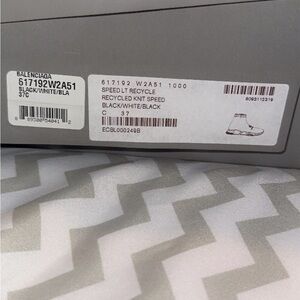 BALENCIAGA
617192W2A51
BLACK/WHITE/BLA
37C
617192 W2A51 1000
SPEED LT RECYCLE
RECYCLED KNIT SPEED
BLACK/WHITE/BLACK
C 37